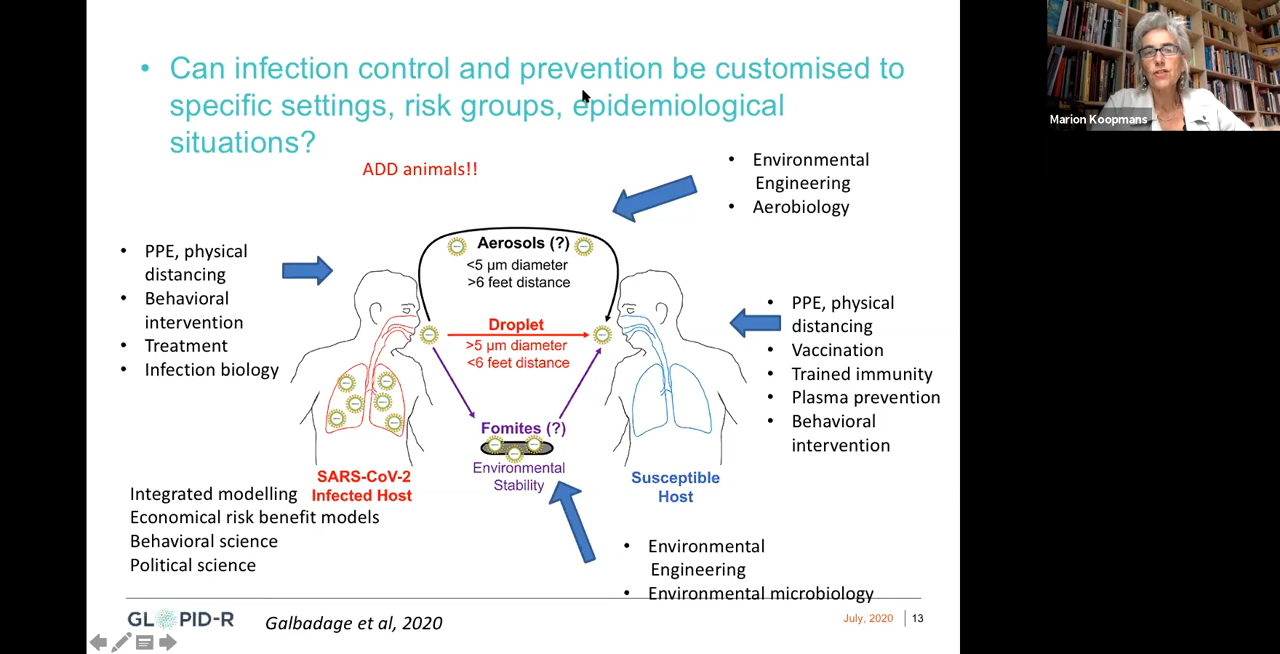 • Can infection control and prevention be customised to
specific settings, risk groups, epidemiological
situations?
ADD animals!!
• Environmental
Engineering
• Aerobiology
• PPE, physical
distancing
• Behavioral
intervention
• Treatment
• Infection biology
Aerosols (?)
<5 µm diameter
>6 feet distance
Droplet
>5 µm diameter
<6 feet distance
Fomites (?)
Environmental
Stability
SARS-CoV-2
Infected Host
Susceptible
Host
• PPE, physical
distancing
• Vaccination
• Trained immunity
• Plasma prevention
• Behavioral
intervention
Integrated modelling
Economical risk benefit models
Behavioral science
Political science
• Environmental
Engineering
• Environmental microbiology
GLOPID-R
Galbadage et al, 2020
July, 2020
13
Marion Koopmans